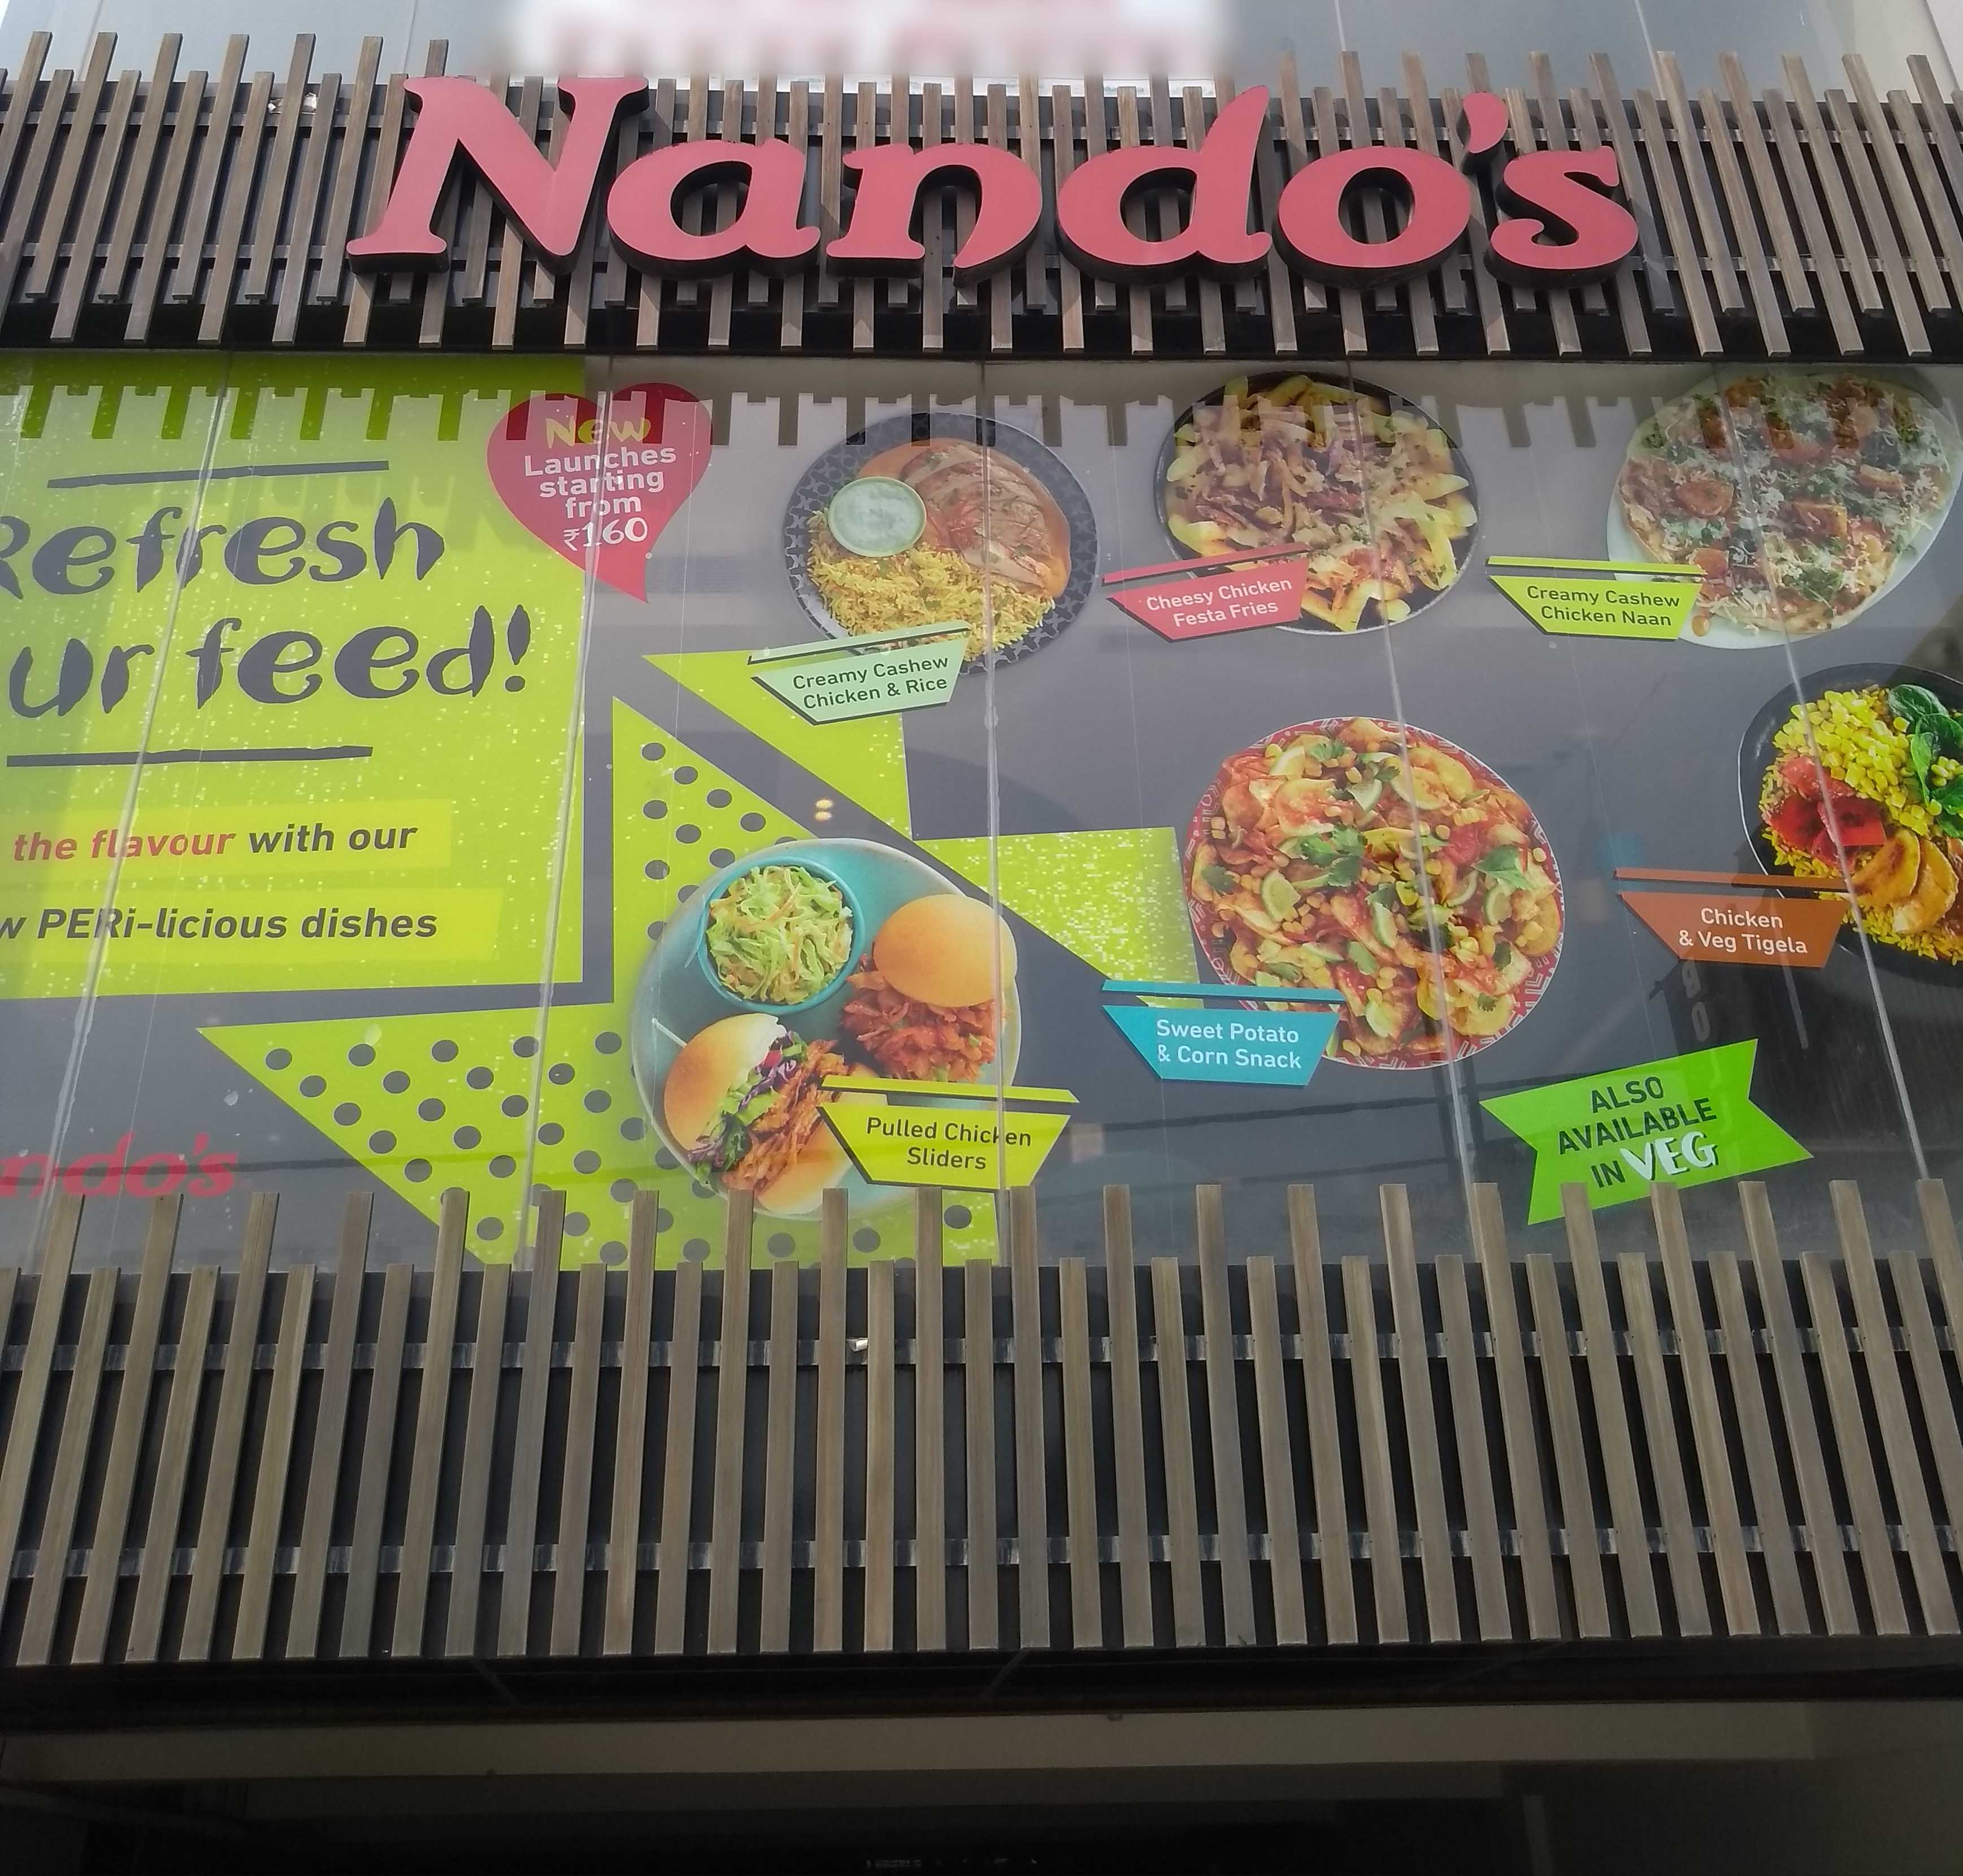 Nando's
Refresh
ur feed!
the flavour with our
w PERi-licious dishes
ndo's
New
Launches
starting
from
₹160
Creamy Cashew
Chicken & Rice
Cheesy Chicken
Festa Fries
Creamy Cashew
Chicken Naan
Pulled Chicken
Sliders
Sweet Potato
& Corn Snack
Chicken
& Veg Tigela
ALSO
AVAILABLE
IN VEG